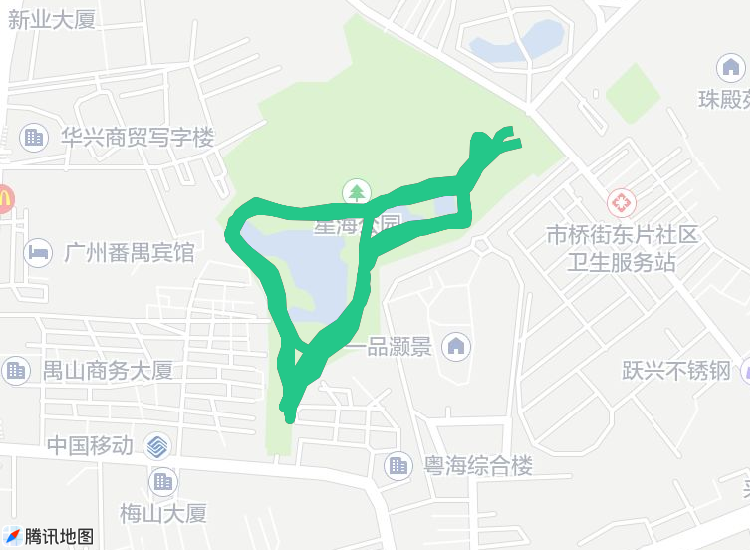 新业大厦
珠殿苑
华兴商贸写字楼
星海公园
市桥街东片社区
卫生服务站
广州番禺宾馆
一品灏景
禺山商务大厦
跃兴不锈钢
中国移动
粤海综合楼
梅山大厦
腾讯地图